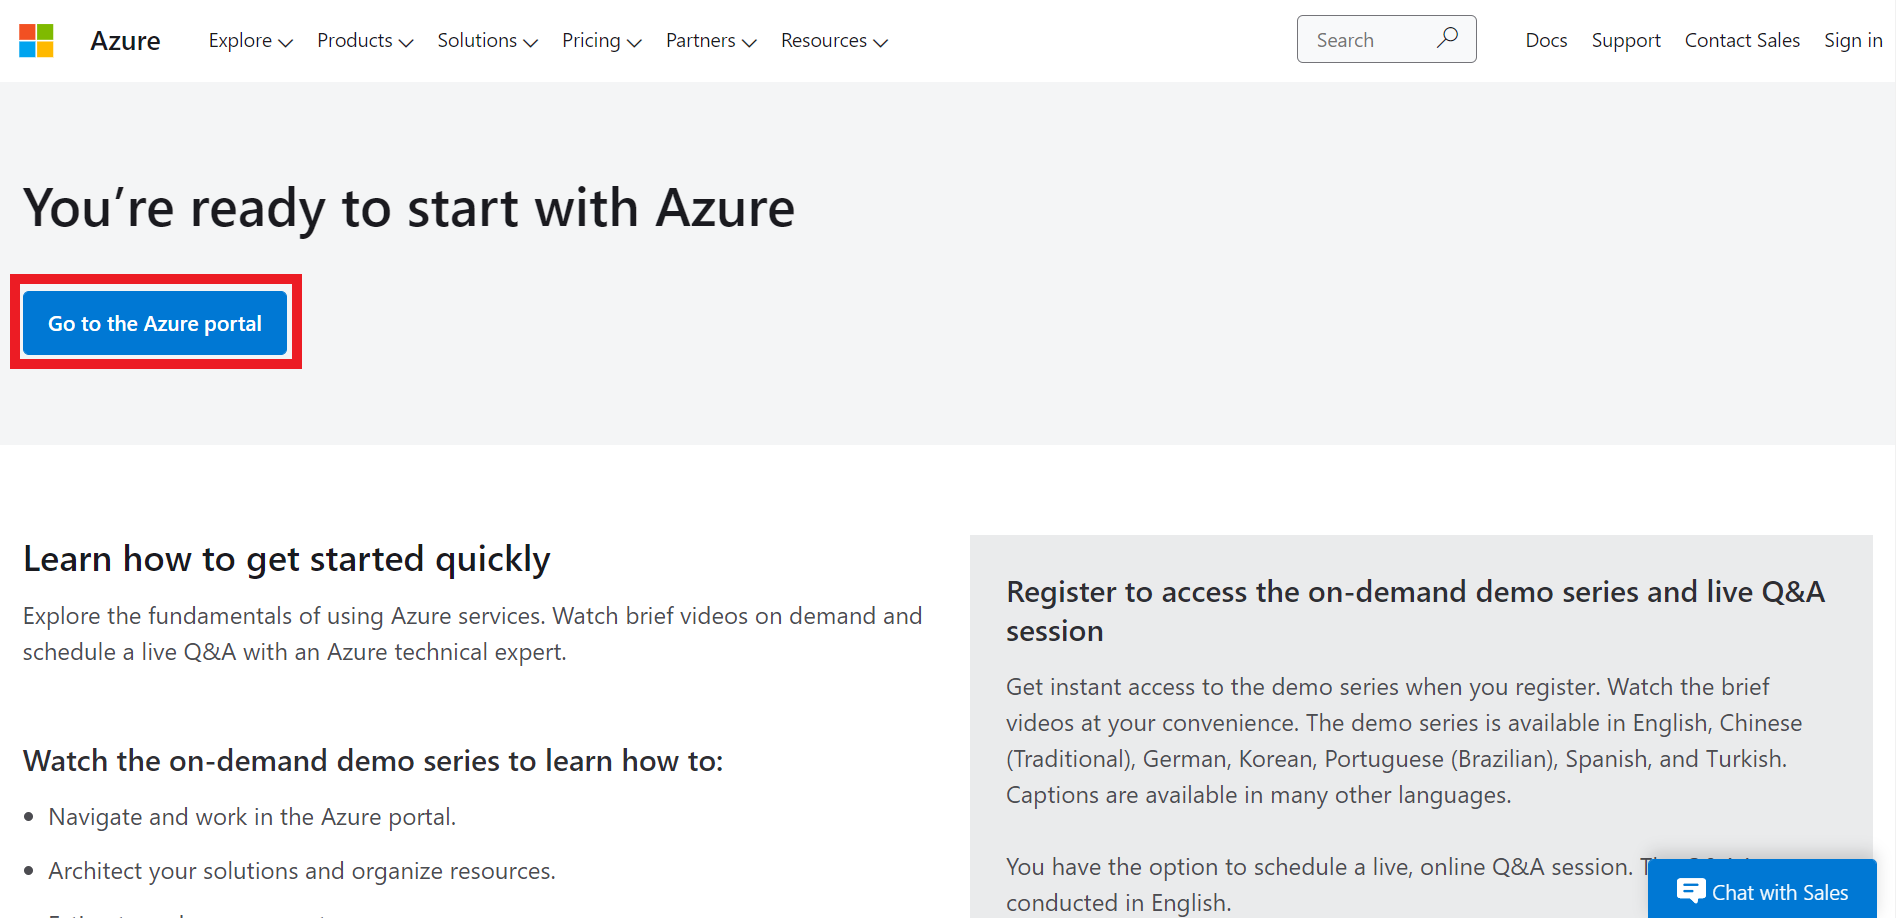 Azure
Explore
Products
Solutions
Pricing
Partners
Resources
Search
Docs
Support
Contact Sales
Sign in
You’re ready to start with Azure
Go to the Azure portal
Learn how to get started quickly
Explore the fundamentals of using Azure services. Watch brief videos on demand and
schedule a live Q&A with an Azure technical expert.
Watch the on-demand demo series to learn how to:
• Navigate and work in the Azure portal.
• Architect your solutions and organize resources.
Register to access the on-demand demo series and live Q&A
session
Get instant access to the demo series when you register. Watch the brief
videos at your convenience. The demo series is available in English, Chinese
(Traditional), German, Korean, Portuguese (Brazilian), Spanish, and Turkish.
Captions are available in many other languages.
You have the option to schedule a live, online Q&A session.
conducted in English.
Chat with Sales